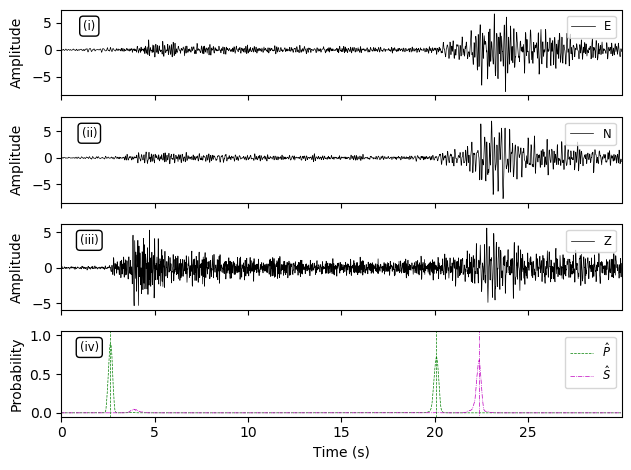 Amplitude
5
0
−5
(i)
E
Amplitude
5
0
−5
(ii)
N
Amplitude
5
0
−5
(iii)
Z
Probability
1.0
0.5
0.0
(iv)
P̂
Ŝ
0 5 10 15 20 25
Time (s)